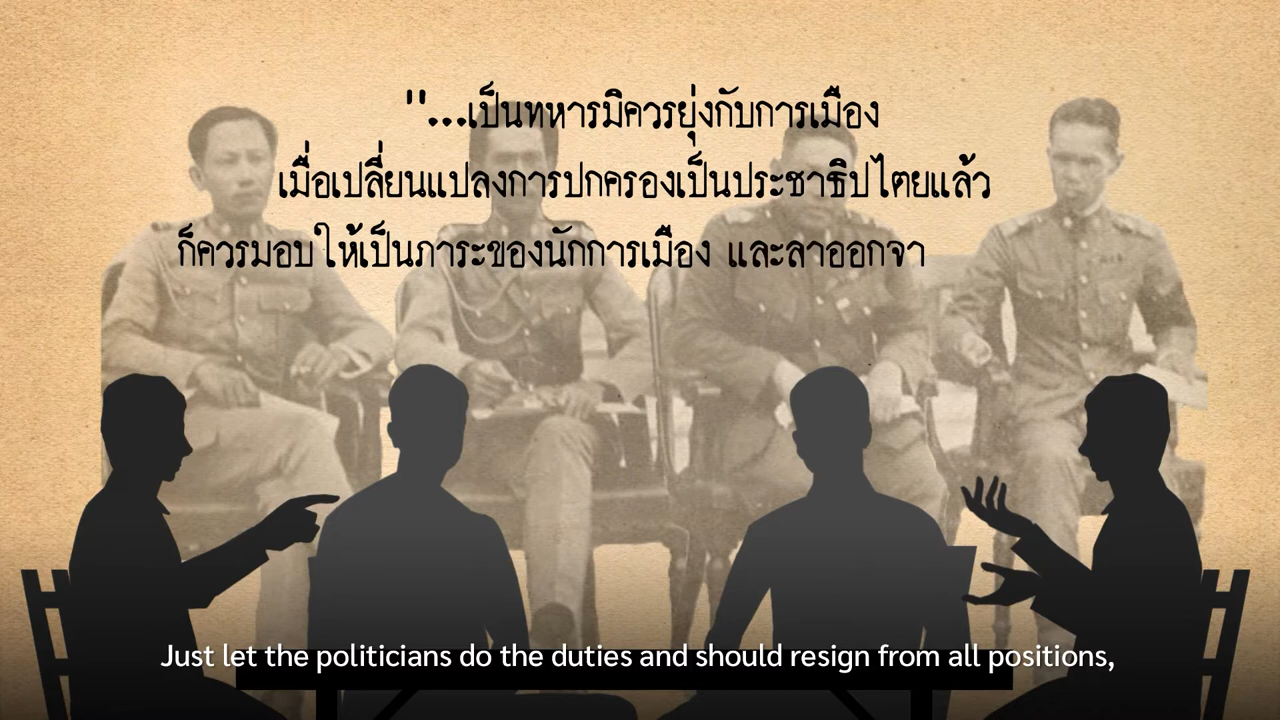 "...เป็นทหารมิควรยุ่งกับการเมือง
เมื่อเปลี่ยนแปลงการปกครองเป็นประชาธิปไตยแล้ว
ก็ควรมอบให้เป็นภาระของนักการเมือง และลาออกจา
Just let the politicians do the duties and should resign from all positions,